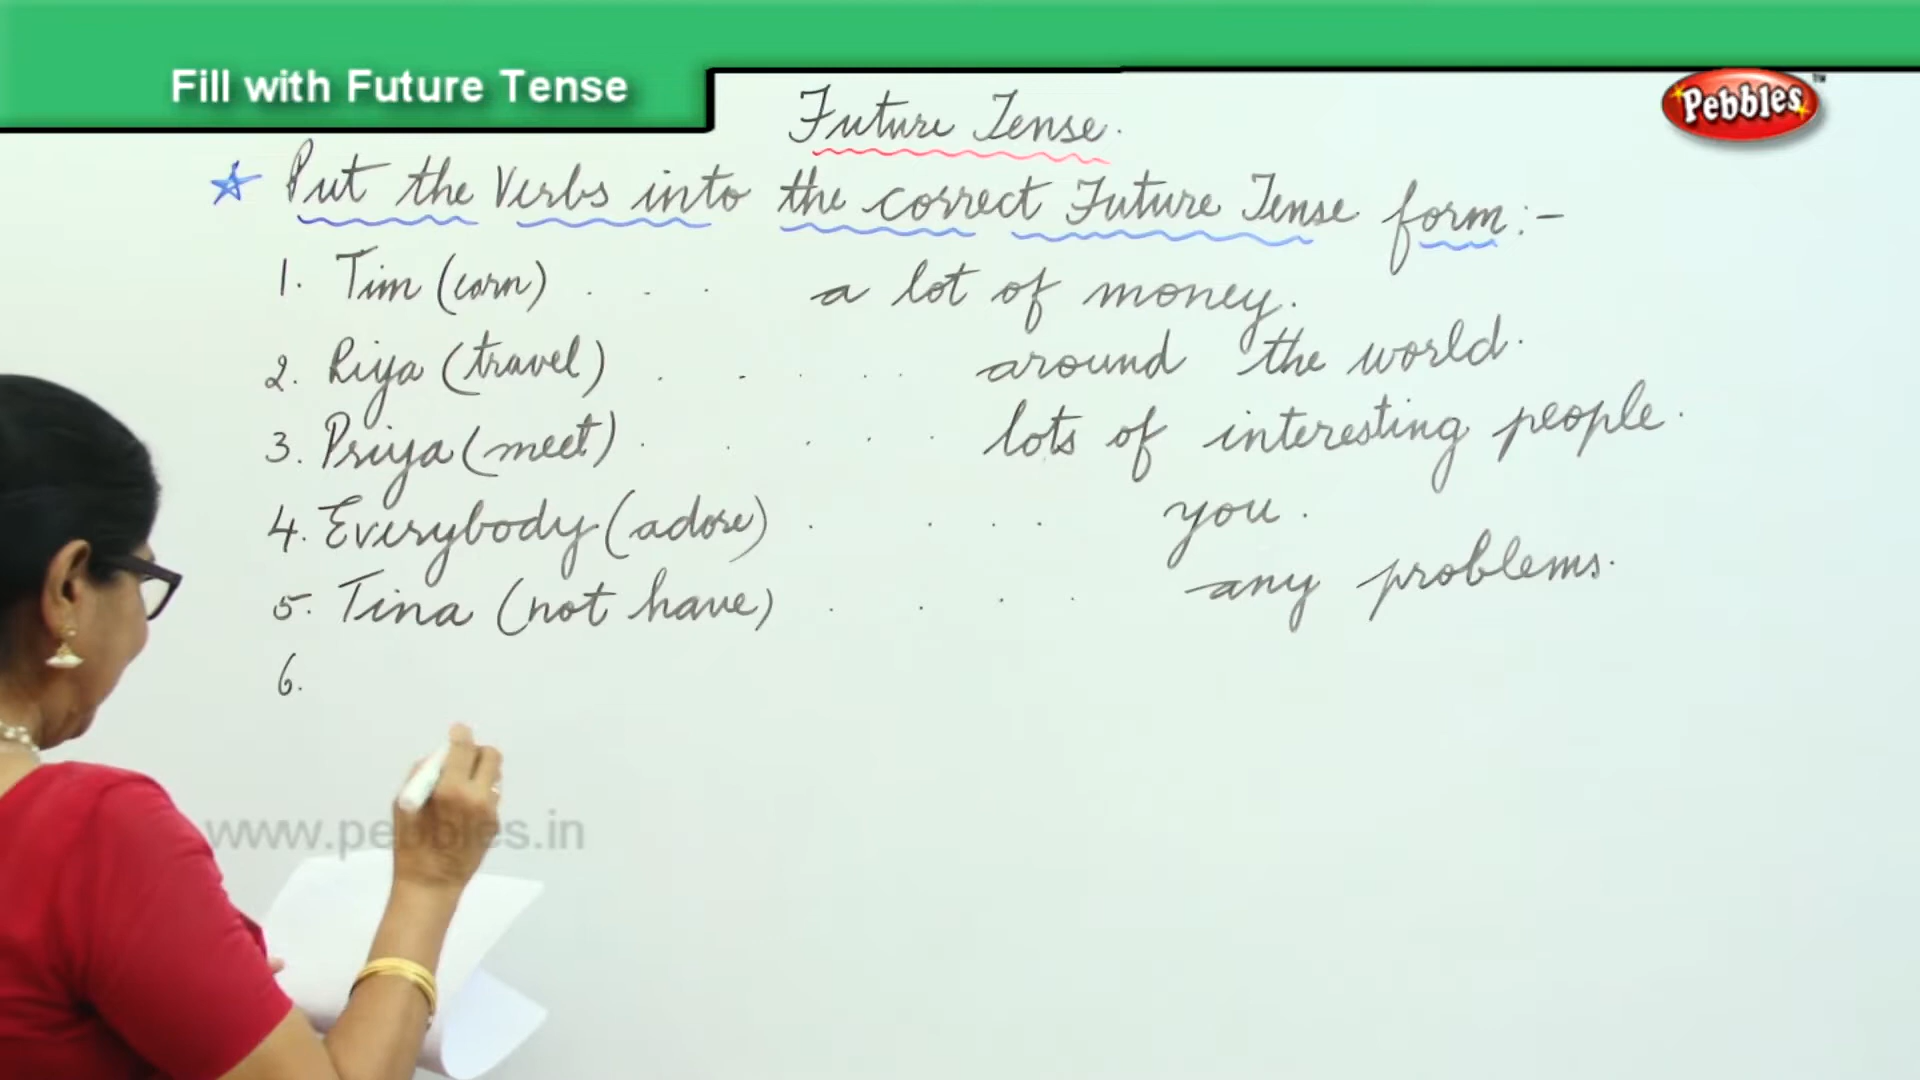 Fill with Future Tense
Pebbles TM
Future Tense.
Put the Verbs into the correct Future Tense form:-
1. Tim (earn) . . . a lot of money.
2. Riya (travel) . . . . . around the world.
3. Priya (meet) . . . . . lots of interesting people.
4. Everybody (adore) . . . . you.
5. Tina (not have) . . . . any problems.
6.
www.pebbles.in